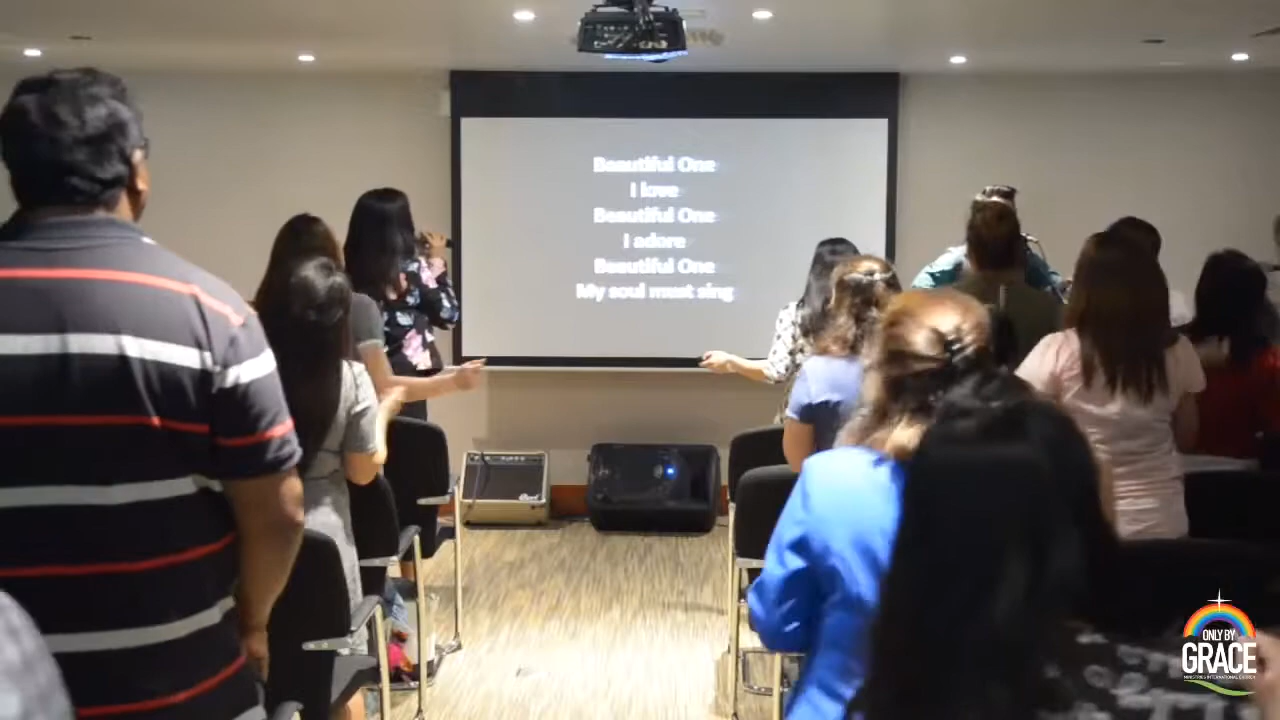 Beautiful One
I love
Beautiful One
I adore
Beautiful One
My soul must sing
ONLY BY
GRACE